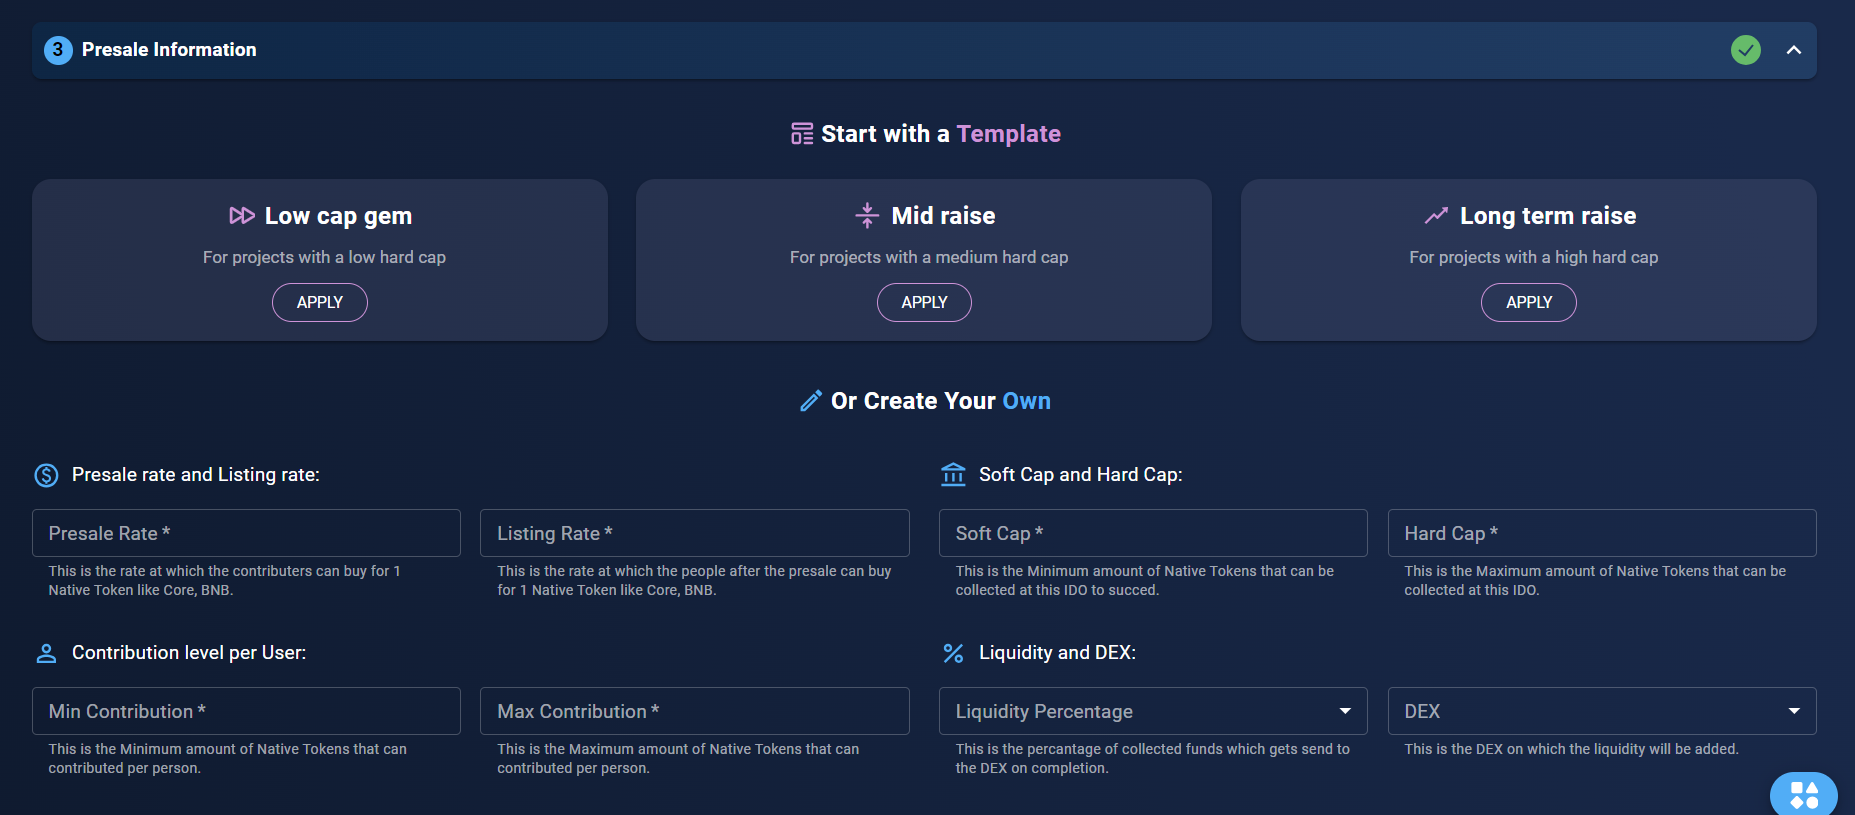 3 Presale Information
Start with a Template
Low cap gem
For projects with a low hard cap
APPLY
Mid raise
For projects with a medium hard cap
APPLY
Long term raise
For projects with a high hard cap
APPLY
Or Create Your Own
Presale rate and Listing rate:
Presale Rate *
This is the rate at which the contributers can buy for 1
Native Token like Core, BNB.
Listing Rate *
This is the rate at which the people after the presale can buy
for 1 Native Token like Core, BNB.
Soft Cap and Hard Cap:
Soft Cap *
This is the Minimum amount of Native Tokens that can be
collected at this IDO to succed.
Hard Cap *
This is the Maximum amount of Native Tokens that can be
collected at this IDO.
Contribution level per User:
Min Contribution *
This is the Minimum amount of Native Tokens that can
contributed per person.
Max Contribution *
This is the Maximum amount of Native Tokens that can
contributed per person.
Liquidity and DEX:
Liquidity Percentage
This is the percantage of collected funds which gets send to
the DEX on completion.
DEX
This is the DEX on which the liquidity will be added.